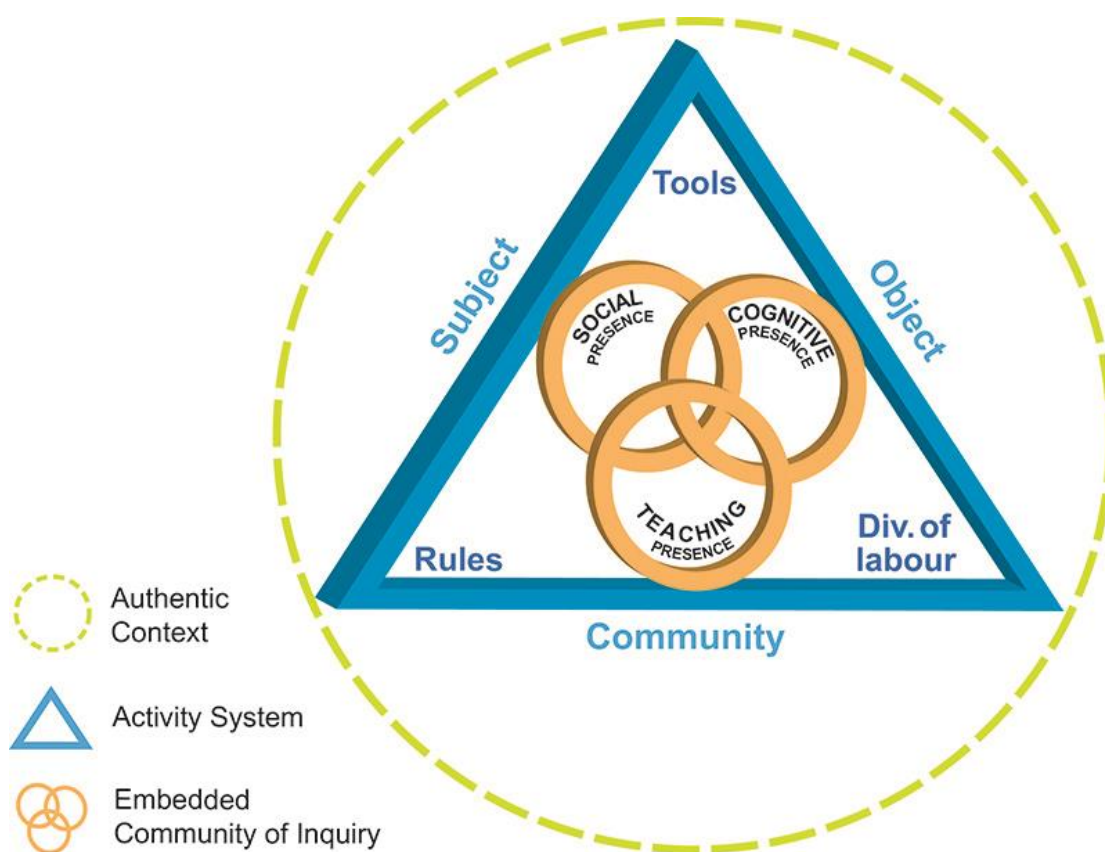 Tools
Subject
Object
SOCIAL
PRESENCE
COGNITIVE
PRESENCE
TEACHING
PRESENCE
Rules
Div. of
labour
Community
Authentic
Context
Activity System
Embedded
Community of Inquiry